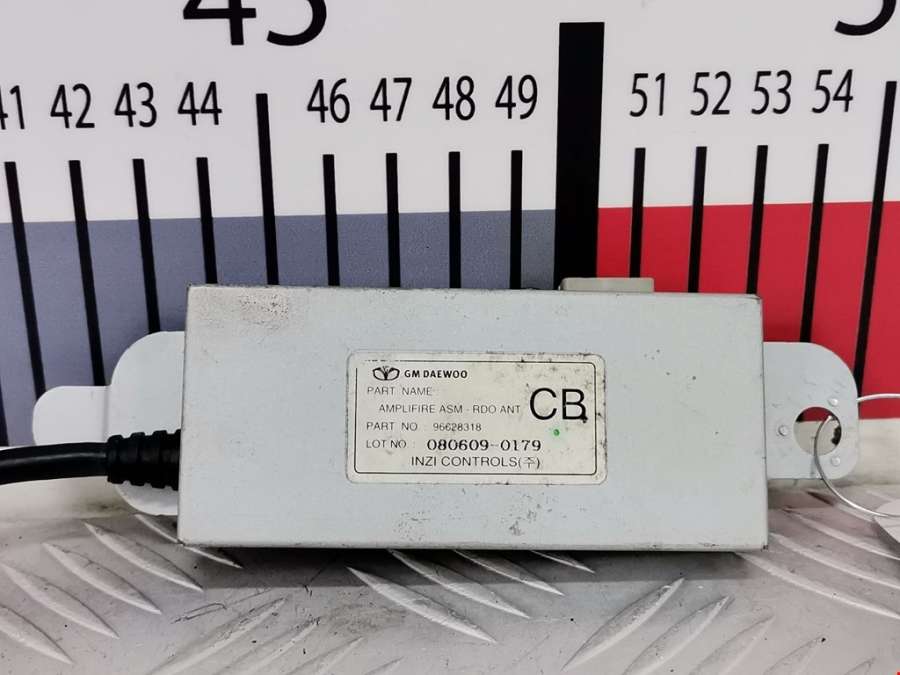 41 42 43 44 46 47 48 49 51 52 53 54
GM DAEWOO
PART NAME :
AMPLIFIRE ASM - RDO ANT
CB
PART NO. : 96628318
LOT NO. : 080609-0179
INZI CONTROLS(주)